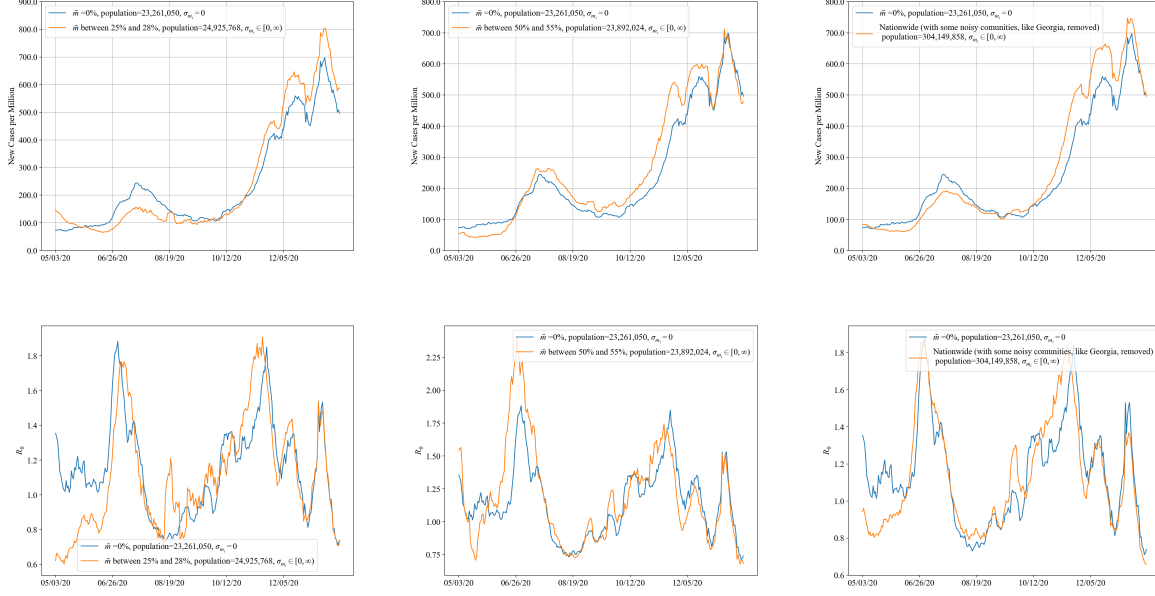 900.0
800.0
700.0
600.0
500.0
400.0
300.0
200.0
100.0
0.0
New Cases per Million
m̄ =0%, population=23,261,050, σ_{m_i} = 0
m̄ between 25% and 28%, population=24,925,768, σ_{m_i} ∈ [0, ∞)
05/03/20 06/26/20 08/19/20 10/12/20 12/05/20
800.0
700.0
600.0
500.0
400.0
300.0
200.0
100.0
0.0
New Cases per Million
m̄ =0%, population=23,261,050, σ_{m_i} = 0
m̄ between 50% and 55%, population=23,892,024, σ_{m_i} ∈ [0, ∞)
05/03/20 06/26/20 08/19/20 10/12/20 12/05/20
800.0
700.0
600.0
500.0
400.0
300.0
200.0
100.0
0.0
New Cases per Million
m̄ =0%, population=23,261,050, σ_{m_i} = 0
Nationwide (with some noisy comunities, like Georgia, removed)
population=304,149,858, σ_{m_i} ∈ [0, ∞)
05/03/20 06/26/20 08/19/20 10/12/20 12/05/20
1.8
1.6
1.4
1.2
1.0
0.8
0.6
R₀
m̄ =0%, population=23,261,050, σ_{m_i} = 0
m̄ between 25% and 28%, population=24,925,768, σ_{m_i} ∈ [0, ∞)
05/03/20 06/26/20 08/19/20 10/12/20 12/05/20
2.25
2.00
1.75
1.50
1.25
1.00
0.75
R₀
m̄ =0%, population=23,261,050, σ_{m_i} = 0
m̄ between 50% and 55%, population=23,892,024, σ_{m_i} ∈ [0, ∞)
05/03/20 06/26/20 08/19/20 10/12/20 12/05/20
1.8
1.6
1.4
1.2
1.0
0.8
0.6
R₀
m̄ =0%, population=23,261,050, σ_{m_i} = 0
Nationwide (with some noisy comunities, like Georgia, removed)
population=304,149,858, σ_{m_i} ∈ [0, ∞)
05/03/20 06/26/20 08/19/20 10/12/20 12/05/20